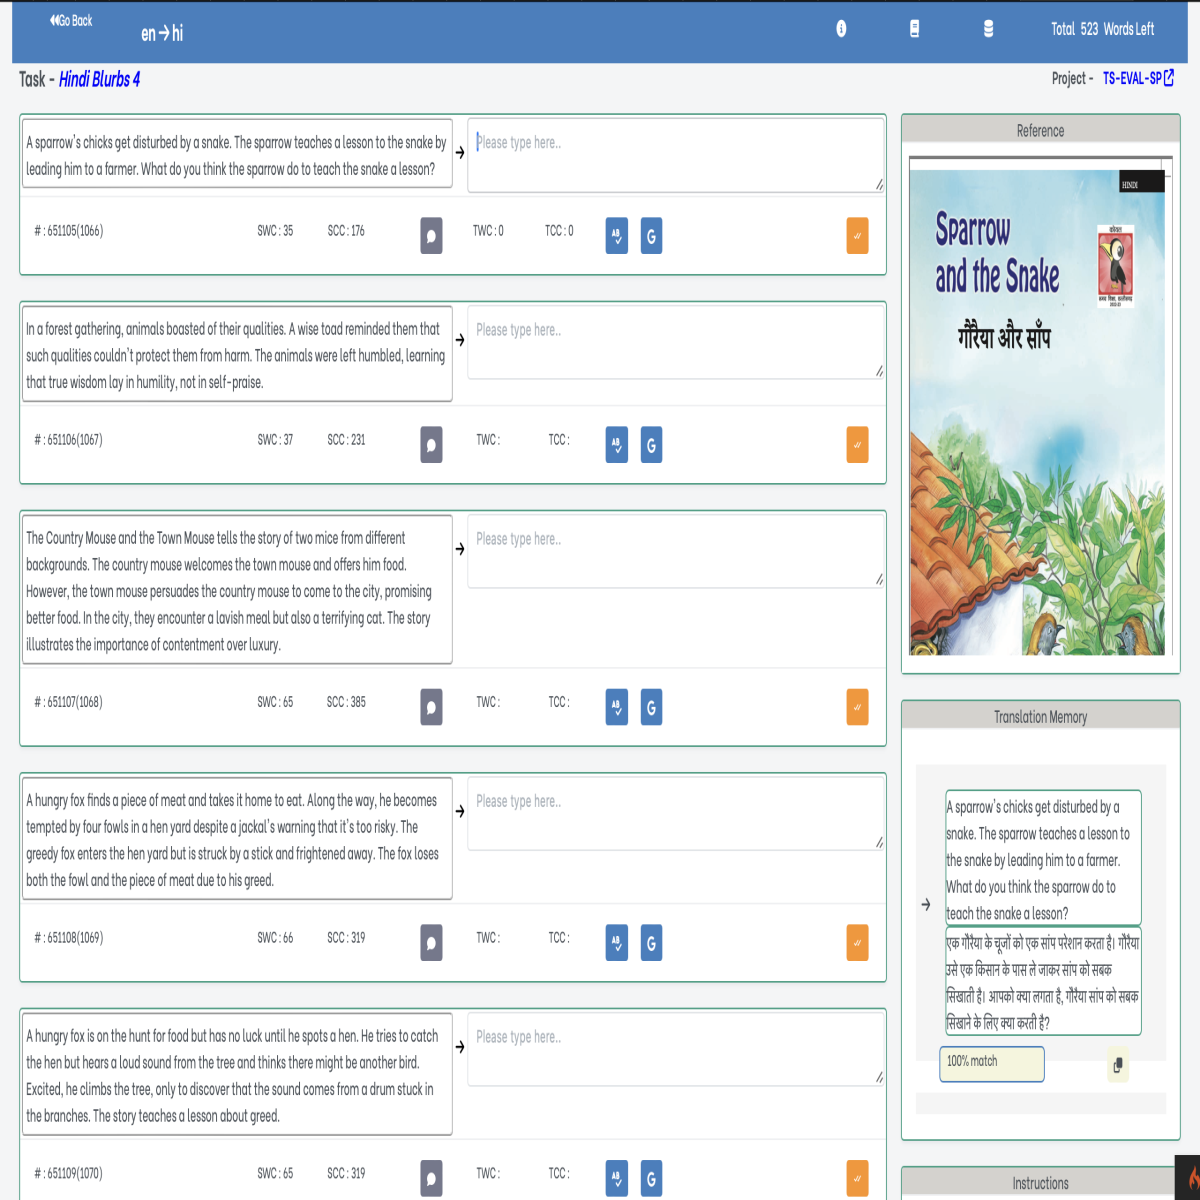 Go Back
en → hi
Total 523 Words Left
Task - Hindi Blurbs 4
Project - TS-EVAL-SP
A sparrow's chicks get disturbed by a snake. The sparrow teaches a lesson to the snake by
leading him to a farmer. What do you think the sparrow do to teach the snake a lesson?
→
Please type here..
# : 651105(1066)
SWC : 35
SCC : 176
TWC : 0
TCC : 0
AB
G
In a forest gathering, animals boasted of their qualities. A wise toad reminded them that
such qualities couldn't protect them from harm. The animals were left humbled, learning
that true wisdom lay in humility, not in self-praise.
→
Please type here..
# : 651106(1067)
SWC : 37
SCC : 231
TWC :
TCC :
AB
G
The Country Mouse and the Town Mouse tells the story of two mice from different
backgrounds. The country mouse welcomes the town mouse and offers him food.
However, the town mouse persuades the country mouse to come to the city, promising
better food. In the city, they encounter a lavish meal but also a terrifying cat. The story
illustrates the importance of contentment over luxury.
→
Please type here..
# : 651107(1068)
SWC : 65
SCC : 385
TWC :
TCC :
AB
G
A hungry fox finds a piece of meat and takes it home to eat. Along the way, he becomes
tempted by four fowls in a hen yard despite a jackal's warning that it's too risky. The
greedy fox enters the hen yard but is struck by a stick and frightened away. The fox loses
both the fowl and the piece of meat due to his greed.
→
Please type here..
# : 651108(1069)
SWC : 66
SCC : 319
TWC :
TCC :
AB
G
A hungry fox is on the hunt for food but has no luck until he spots a hen. He tries to catch
the hen but hears a loud sound from the tree and thinks there might be another bird.
Excited, he climbs the tree, only to discover that the sound comes from a drum stuck in
the branches. The story teaches a lesson about greed.
→
Please type here..
# : 651109(1070)
SWC : 65
SCC : 319
TWC :
TCC :
AB
G
Reference
HINDI
Sparrow
and the Snake
गौरैया और साँप
Translation Memory
→
A sparrow's chicks get disturbed by a
snake. The sparrow teaches a lesson to
the snake by leading him to a farmer.
What do you think the sparrow do to
teach the snake a lesson?
एक गौरैया के चूजों को एक सांप परेशान करता है। गौरैया
उसे एक किसान के पास ले जाकर सांप को सबक
सिखाती है। आपको क्या लगता है, गौरैया सांप को सबक
सिखाने के लिए क्या करती है?
100% match
Instructions